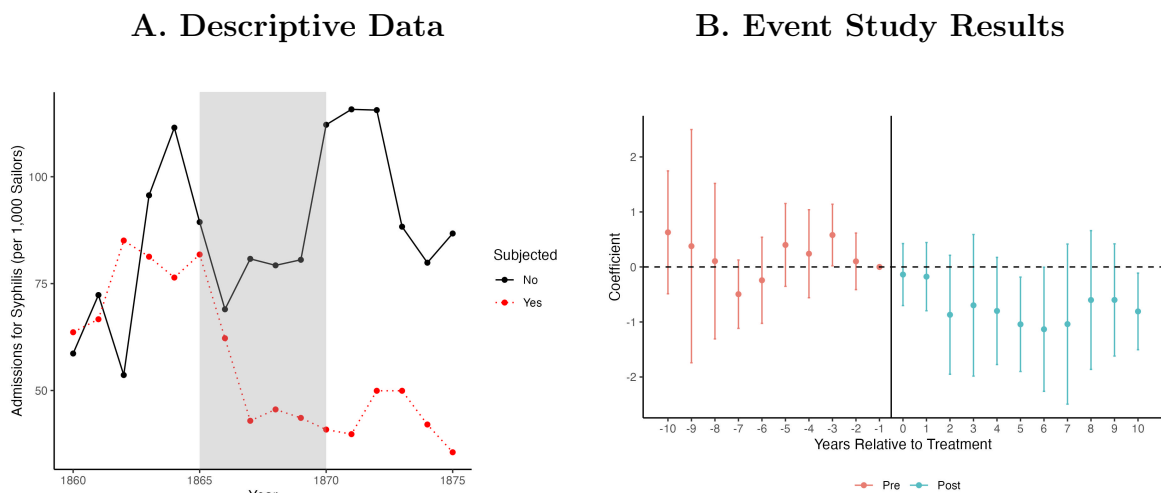 A. Descriptive Data
Admissions for Syphilis (per 1,000 Sailors)
100
75
50
1860
1865
1870
1875
Year
Subjected
No
Yes
B. Event Study Results
Coefficient
2
1
0
-1
-2
-10 -9 -8 -7 -6 -5 -4 -3 -2 -1 0 1 2 3 4 5 6 7 8 9 10
Years Relative to Treatment
Pre Post